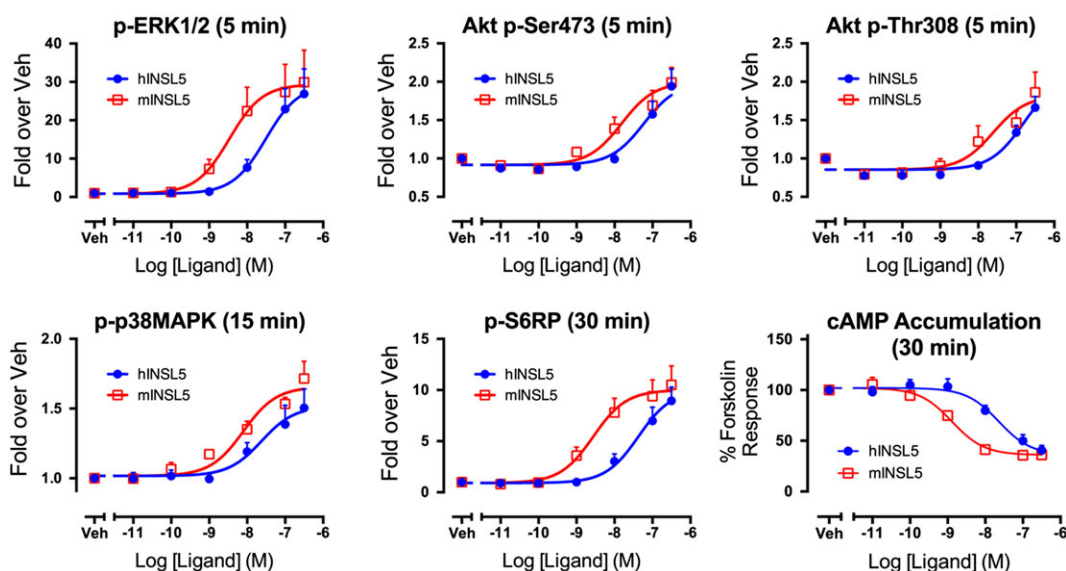 p-ERK1/2 (5 min)
Fold over Veh
40
30
20
10
0
hINSL5
mINSL5
Veh -11 -10 -9 -8 -7 -6
Log [Ligand] (M)
Akt p-Ser473 (5 min)
Fold over Veh
2.5
2.0
1.5
1.0
0.5
hINSL5
mINSL5
Veh -11 -10 -9 -8 -7 -6
Log [Ligand] (M)
Akt p-Thr308 (5 min)
Fold over Veh
2.5
2.0
1.5
1.0
0.5
hINSL5
mINSL5
Veh -11 -10 -9 -8 -7 -6
Log [Ligand] (M)
p-p38MAPK (15 min)
Fold over Veh
2.0
1.5
1.0
hINSL5
mINSL5
Veh -11 -10 -9 -8 -7 -6
Log [Ligand] (M)
p-S6RP (30 min)
Fold over Veh
15
10
5
0
hINSL5
mINSL5
Veh -11 -10 -9 -8 -7 -6
Log [Ligand] (M)
cAMP Accumulation
(30 min)
% Forskolin
Response
150
100
50
0
hINSL5
mINSL5
Veh -11 -10 -9 -8 -7 -6
Log [Ligand] (M)